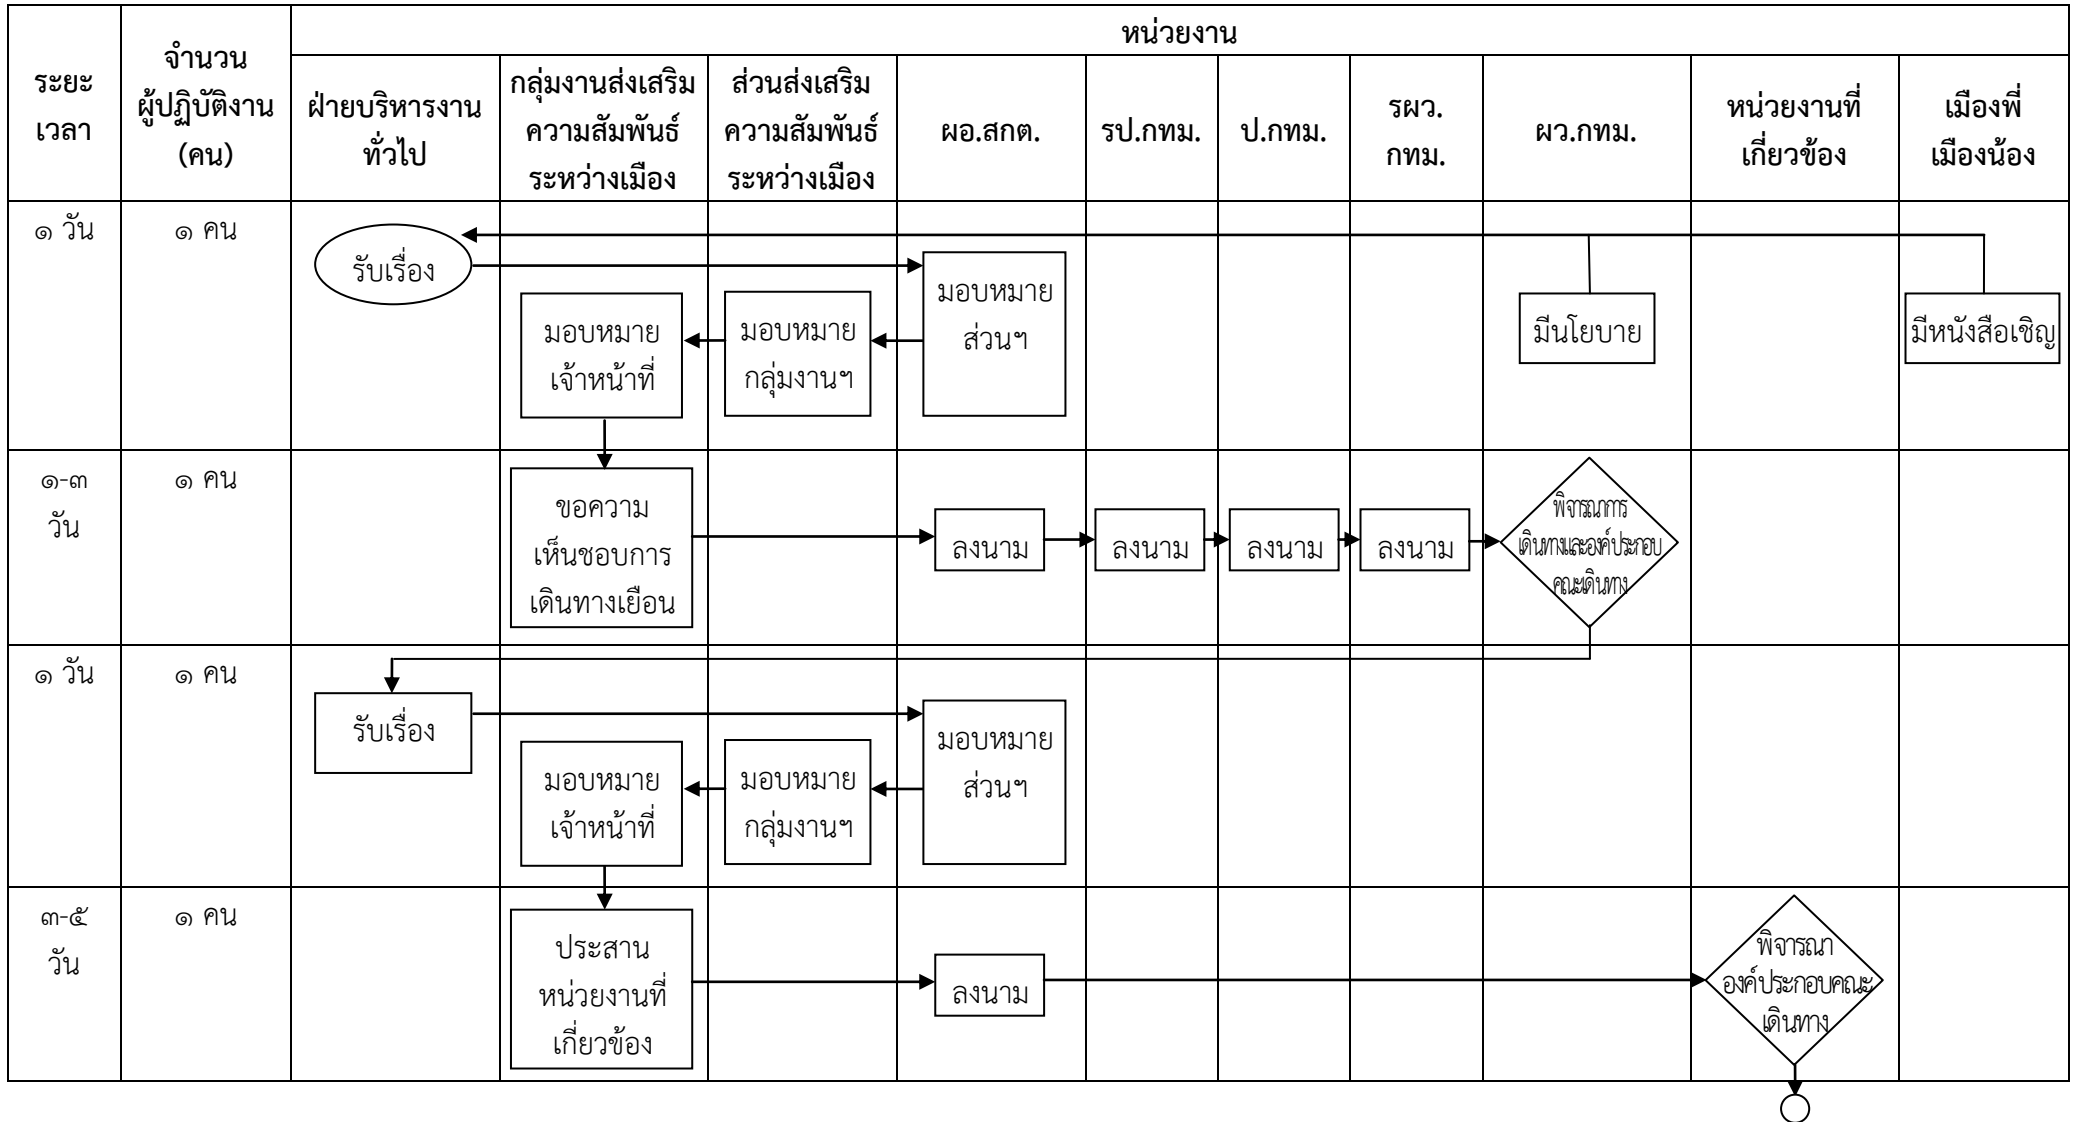 หน่วยงาน
ระยะ
เวลา
จำนวน
ผู้ปฏิบัติงาน
(คน)
ฝ่ายบริหารงาน
ทั่วไป
กลุ่มงานส่งเสริม
ความสัมพันธ์
ระหว่างเมือง
ส่วนส่งเสริม
ความสัมพันธ์
ระหว่างเมือง
ผอ.สกต.
รป.กทม.
ป.กทม.
รผว.
กทม.
ผว.กทม.
หน่วยงานที่
เกี่ยวข้อง
เมืองพี่
เมืองน้อง
๑ วัน
๑ คน
รับเรื่อง
มอบหมาย
เจ้าหน้าที่
มอบหมาย
กลุ่มงานฯ
มอบหมาย
ส่วนฯ
มีนโยบาย
มีหนังสือเชิญ
๑-๓
วัน
๑ คน
ขอความ
เห็นชอบการ
เดินทางเยือน
ลงนาม
ลงนาม
ลงนาม
ลงนาม
พิจารณาการ
เดินทางและองค์ประกอบ
คณะเดินทาง
๑ วัน
๑ คน
รับเรื่อง
มอบหมาย
เจ้าหน้าที่
มอบหมาย
กลุ่มงานฯ
มอบหมาย
ส่วนฯ
๓-๕
วัน
๑ คน
ประสาน
หน่วยงานที่
เกี่ยวข้อง
ลงนาม
พิจารณา
องค์ประกอบคณะ
เดินทาง